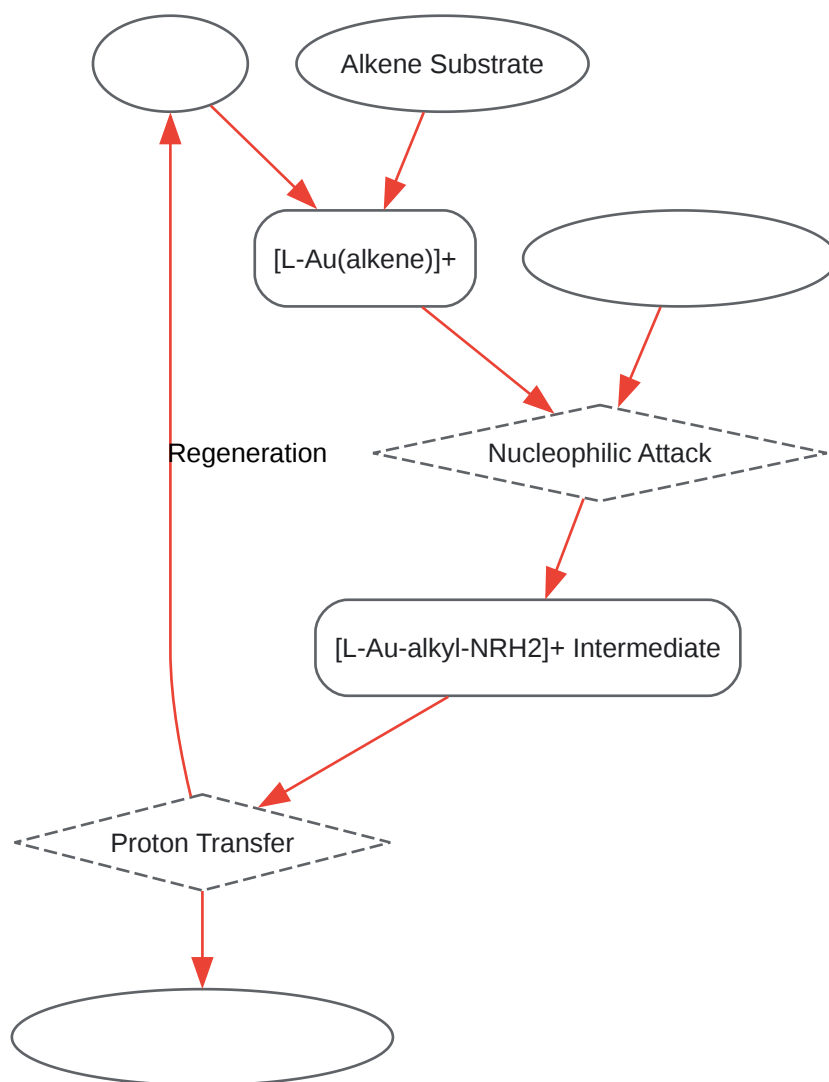 Alkene Substrate
[L-Au(alkene)]+
Regeneration
Nucleophilic Attack
[L-Au-alkyl-NRH2]+ Intermediate
Proton Transfer